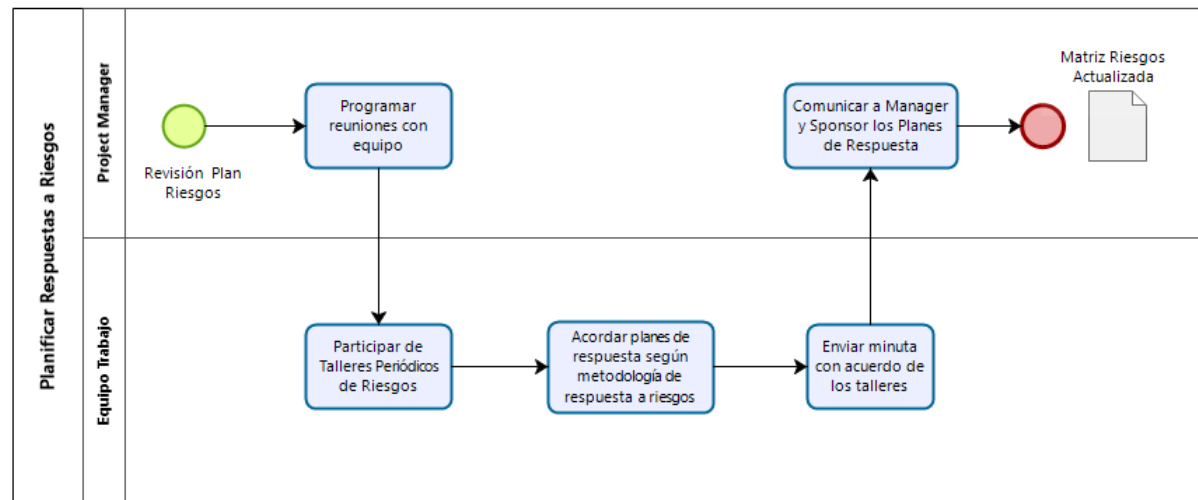 Planificar Respuestas a Riesgos
Project Manager
Revisión Plan
Riesgos
Programar
reuniones con
equipo
Comunicar a Manager
y Sponsor los Planes
de Respuesta
Matriz Riesgos
Actualizada
Equipo Trabajo
Participar de
Talleres Periódicos
de Riesgos
Acordar planes de
respuesta según
metodología de
respuesta a riesgos
Enviar minuta
con acuerdo de
los talleres